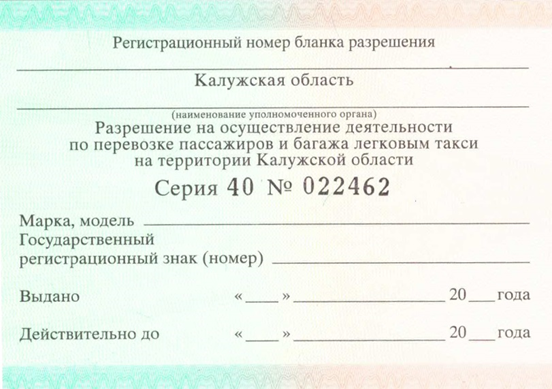 Регистрационный номер бланка разрешения
Калужская область
(наименование уполномоченного органа)
Разрешение на осуществление деятельности
по перевозке пассажиров и багажа легковым такси
на территории Калужской области
Серия 40 № 022462
Марка, модель
Государственный
регистрационный знак (номер)
Выдано « » 20 года
Действительно до « » 20 года